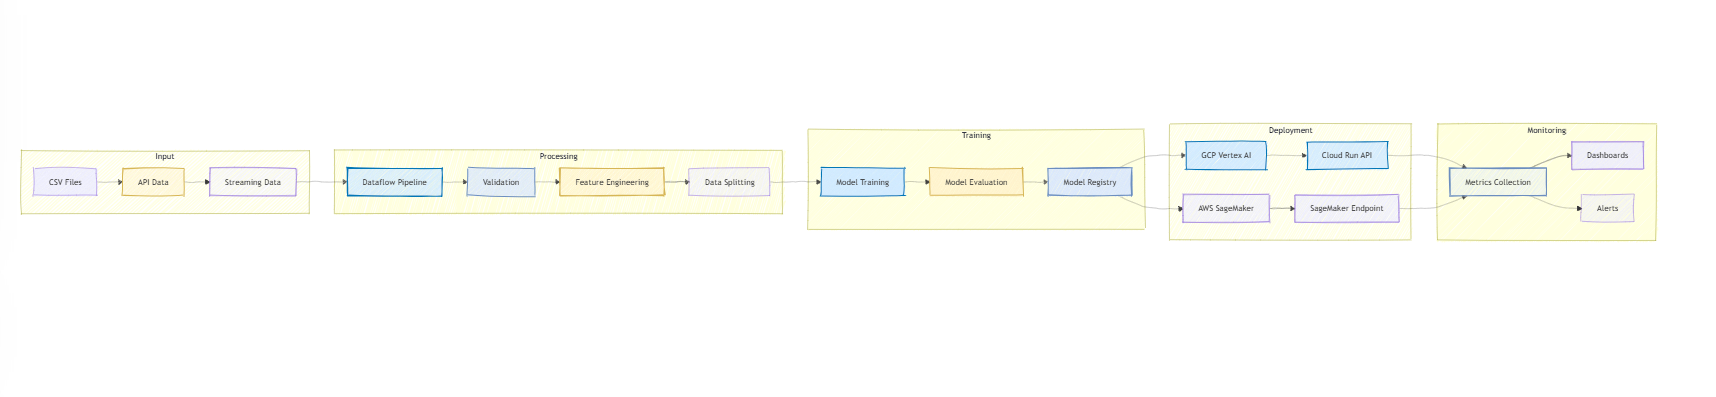 Input
CSV Files
API Data
Streaming Data
Processing
Dataflow Pipeline
Validation
Feature Engineering
Data Splitting
Training
Model Training
Model Evaluation
Model Registry
Deployment
GCP Vertex AI
Cloud Run API
AWS SageMaker
SageMaker Endpoint
Monitoring
Metrics Collection
Dashboards
Alerts